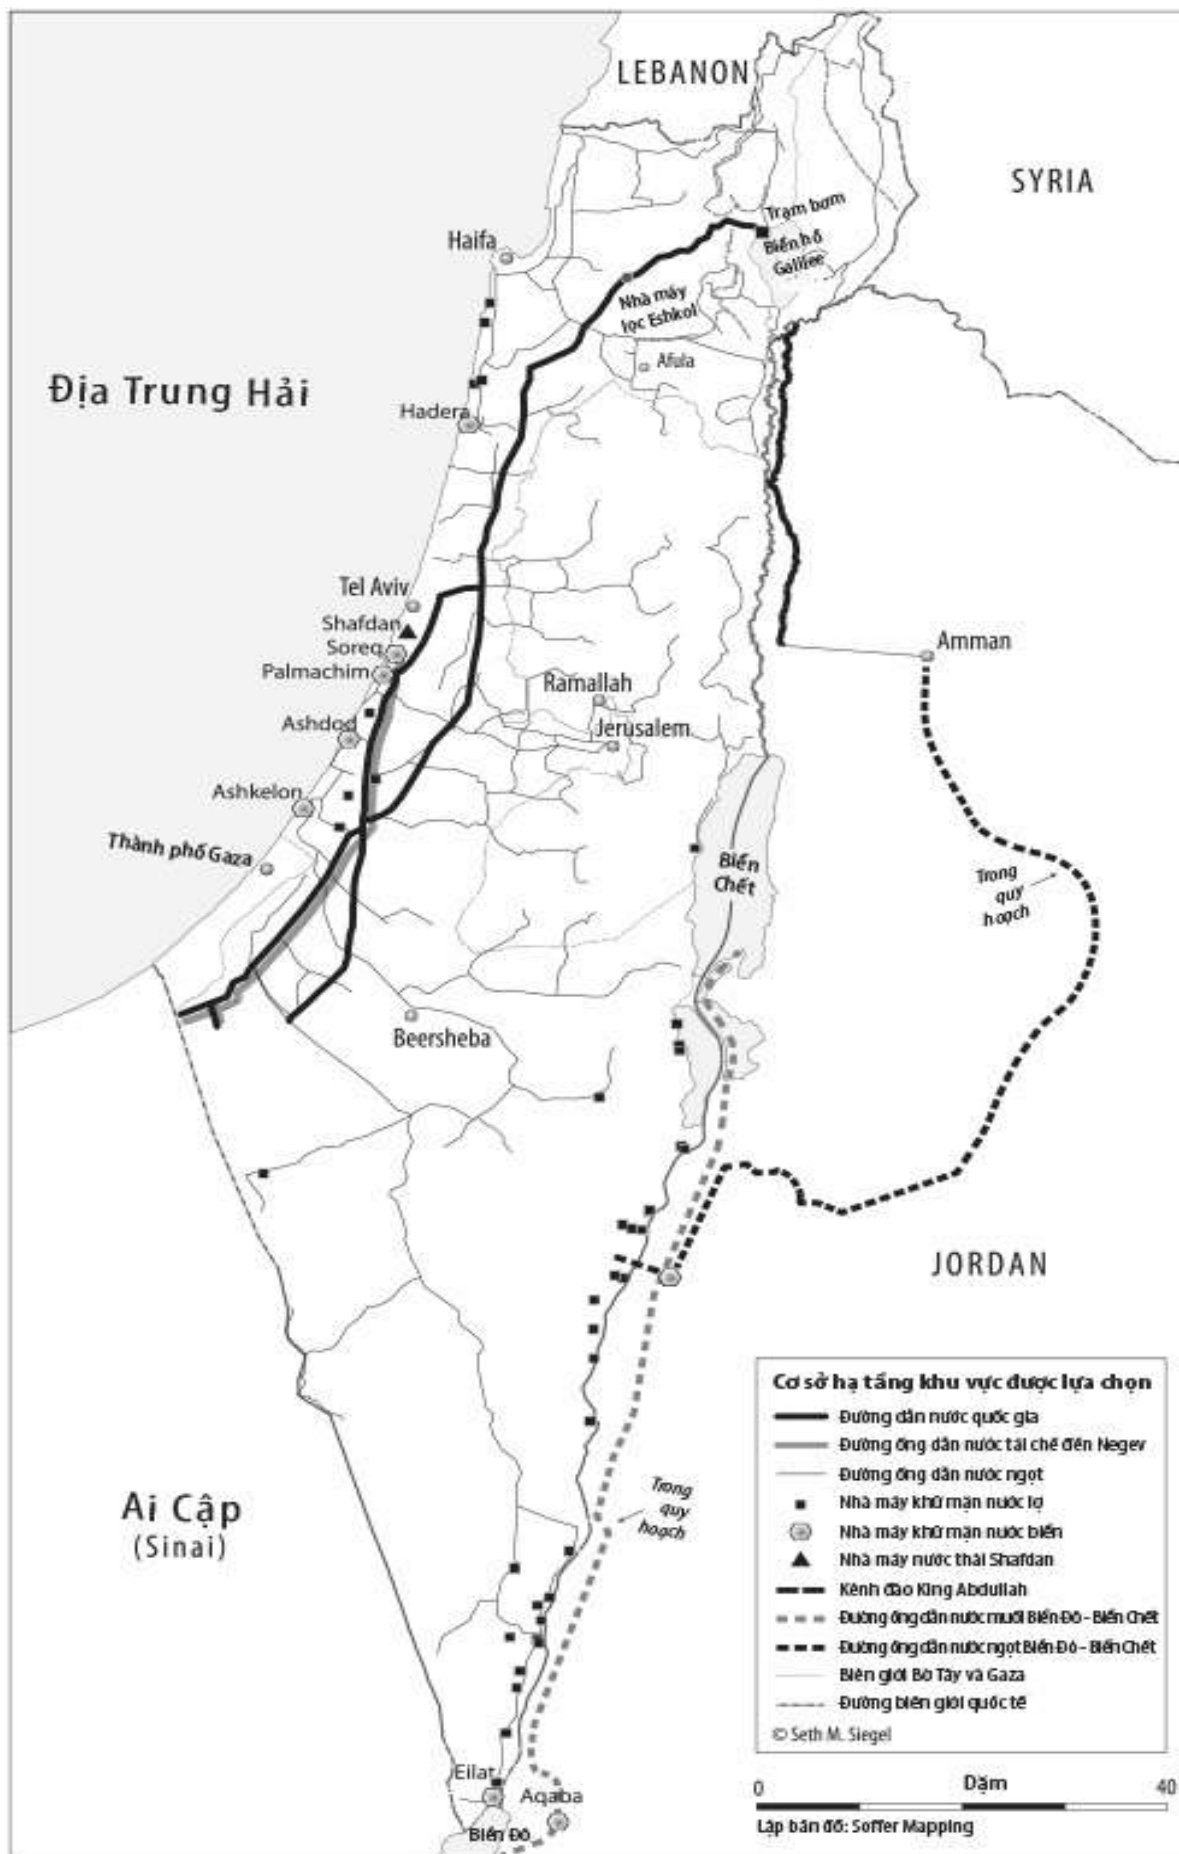 LEBANON
SYRIA
Trạm bơm
Biển hồ
Galilee
Haifa
Nhà máy
lọc Eshkol
Afula
Địa Trung Hải
Hadera
Tel Aviv
Shafdan
Soreq
Palmachim
Amman
Ramallah
Jerusalem
Ashdod
Ashkelon
Thành phố Gaza
Biển
Chết
Trong
quy
hoạch
Beersheba
JORDAN
Ai Cập
(Sinai)
Trong
quy
hoạch
Eilat
Aqaba
Biển Đỏ
Cơ sở hạ tầng khu vực được lựa chọn
Đường dẫn nước quốc gia
Đường ống dẫn nước tái chế đến Negev
Đường ống dẫn nước ngọt
Nhà máy khử mặn nước lợ
Nhà máy khử mặn nước biển
Nhà máy nước thải Shafdan
Kênh đào King Abdullah
Đường ống dẫn nước muối Biển Đỏ - Biển Chết
Đường ống dẫn nước ngọt Biển Đỏ - Biển Chết
Biên giới Bờ Tây và Gaza
Đường biên giới quốc tế
© Seth M. Siegel
0 Dặm 40
Lập bản đồ: Soffer Mapping